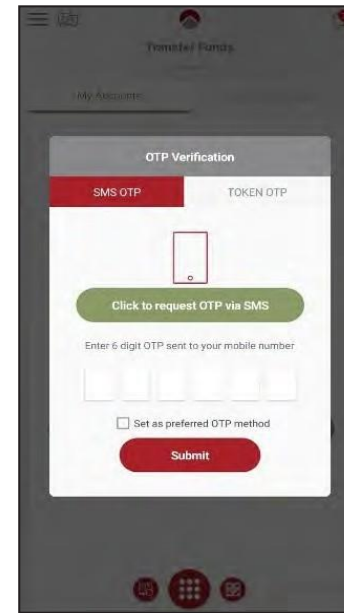 Transfer Funds
My Accounts
OTP Verification
SMS OTP
TOKEN OTP
Click to request OTP via SMS
Enter 6 digit OTP sent to your mobile number
Set as preferred OTP method
Submit